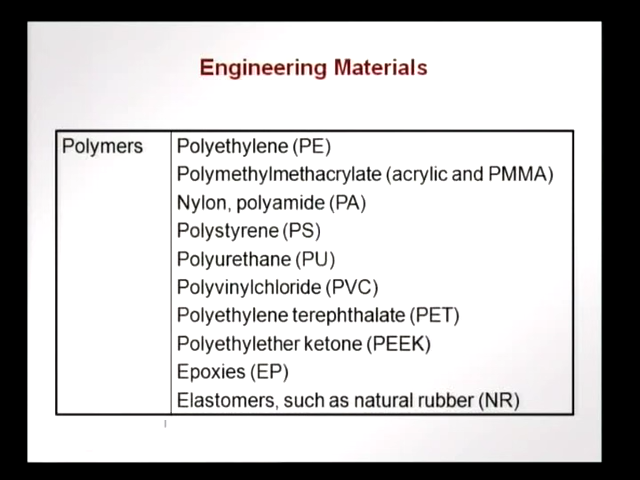 Engineering Materials
Polymers
Polyethylene (PE)
Polymethylmethacrylate (acrylic and PMMA)
Nylon, polyamide (PA)
Polystyrene (PS)
Polyurethane (PU)
Polyvinylchloride (PVC)
Polyethylene terephthalate (PET)
Polyethylether ketone (PEEK)
Epoxies (EP)
Elastomers, such as natural rubber (NR)